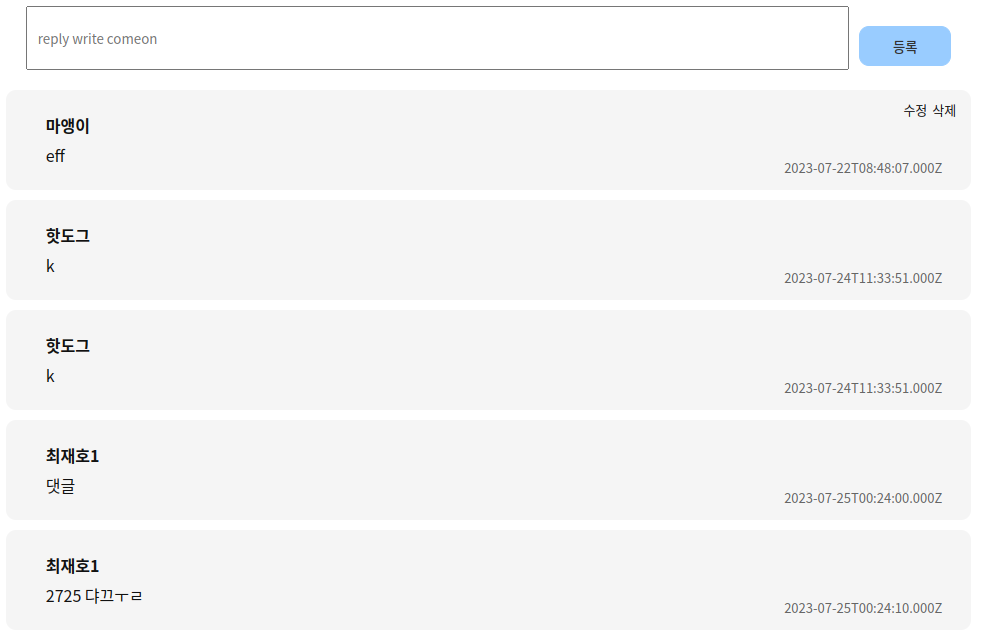 reply write comeon
등록
수정 삭제
마앵이
eff
2023-07-22T08:48:07.000Z
핫도그
k
2023-07-24T11:33:51.000Z
핫도그
k
2023-07-24T11:33:51.000Z
최재호1
댓글
2023-07-25T00:24:00.000Z
최재호1
2725 댜끄ㅜㄹ
2023-07-25T00:24:10.000Z